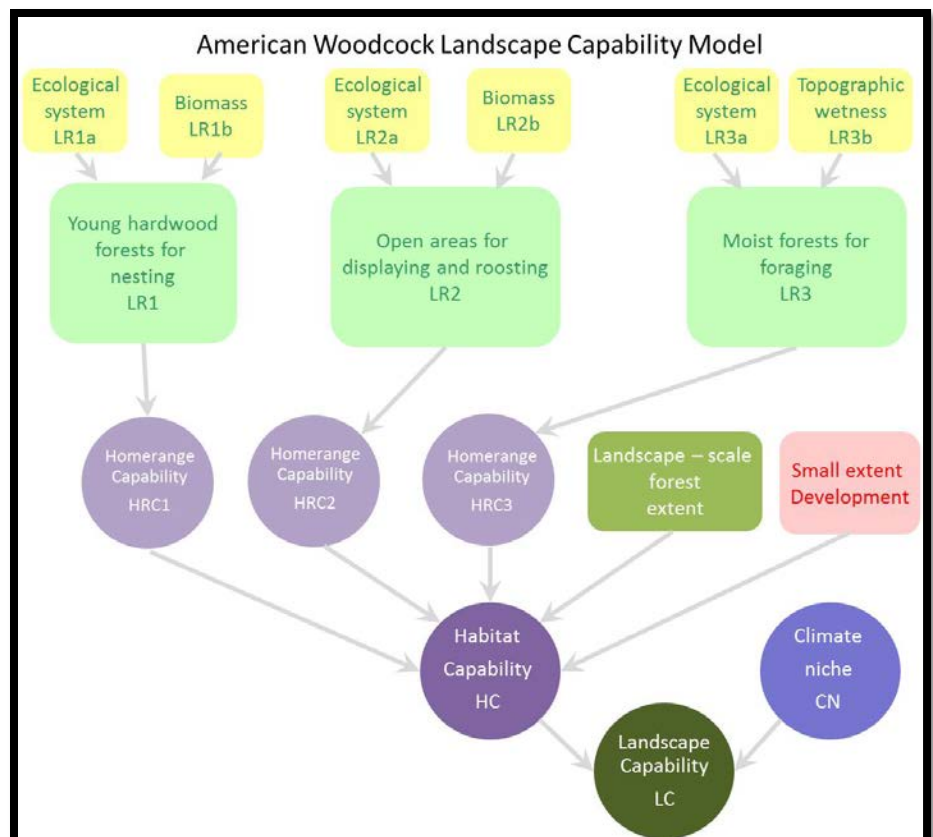 American Woodcock Landscape Capability Model
Ecological
system
LR1a
Biomass
LR1b
Ecological
system
LR2a
Biomass
LR2b
Ecological
system
LR3a
Topographic
wetness
LR3b
Young hardwood
forests for
nesting
LR1
Open areas for
displaying and roosting
LR2
Moist forests for
foraging
LR3
Homerange
Capability
HRC1
Homerange
Capability
HRC2
Homerange
Capability
HRC3
Landscape – scale
forest
extent
Small extent
Development
Habitat
Capability
HC
Climate
niche
CN
Landscape
Capability
LC